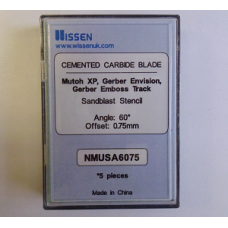 WISSEN
www.wissenuk.com
CEMENTED CARBIDE BLADE
Mutoh XP, Gerber Envision,
Gerber Emboss Track
Sandblast Stencil
Angle: 60°
Offset: 0.75mm
NMUSA6075
*5 pieces
Made in China